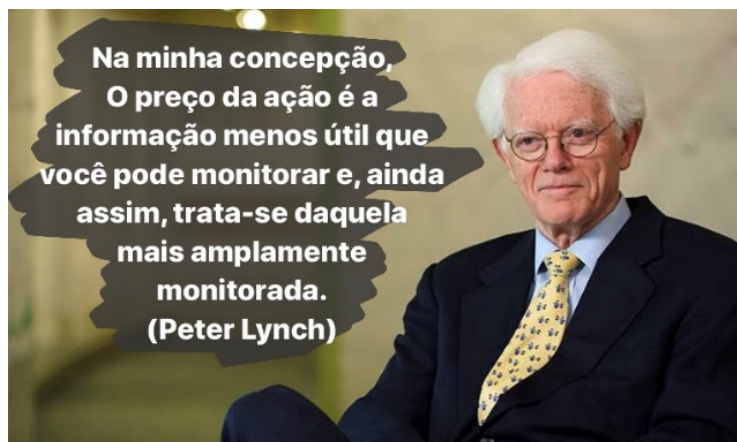 Na minha concepção,
O preço da ação é a
informação menos útil que
você pode monitorar e, ainda
assim, trata-se daquela
mais amplamente
monitorada.
(Peter Lynch)